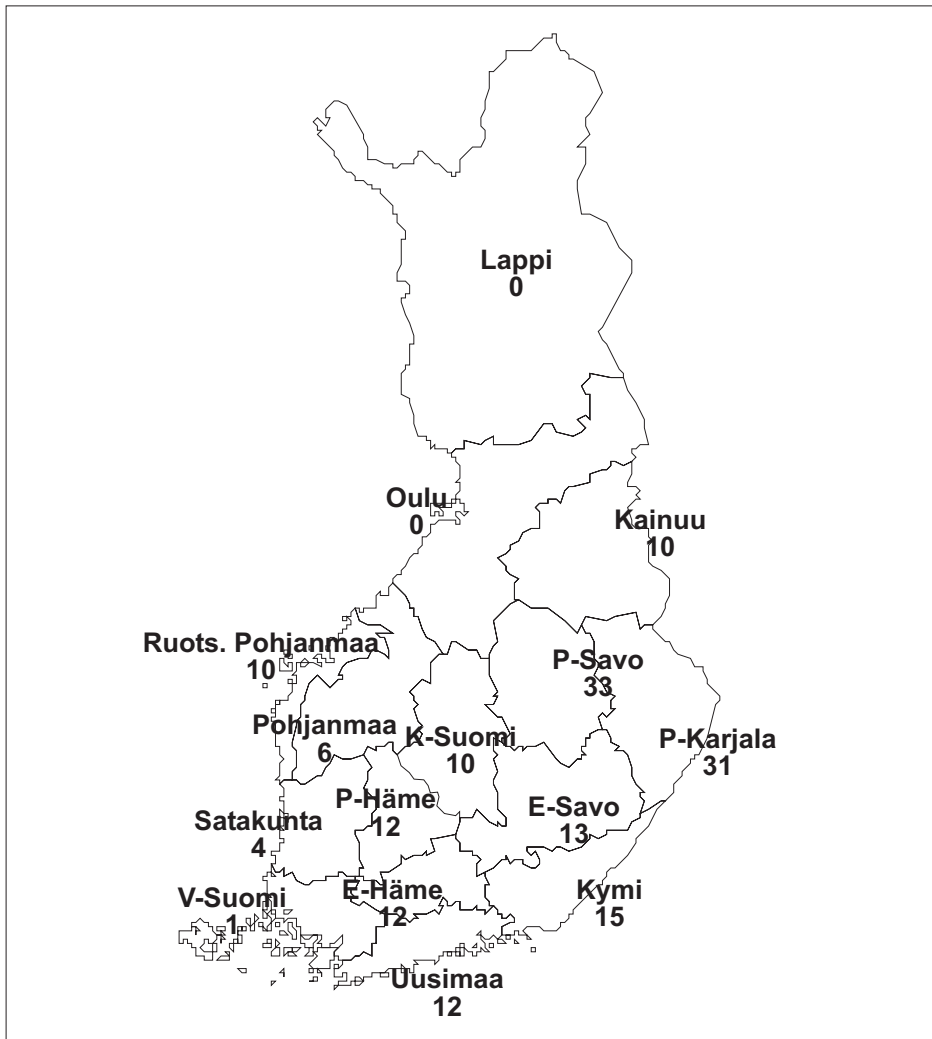 Lappi
0
Oulu
0
Kainuu
10
Ruots. Pohjanmaa
10
P-Savo
33
Pohjanmaa
6
K-Suomi
10
P-Karjala
31
P-Häme
12
E-Savo
13
Satakunta
4
V-Suomi
1
E-Häme
12
Kymi
15
Uusimaa
12